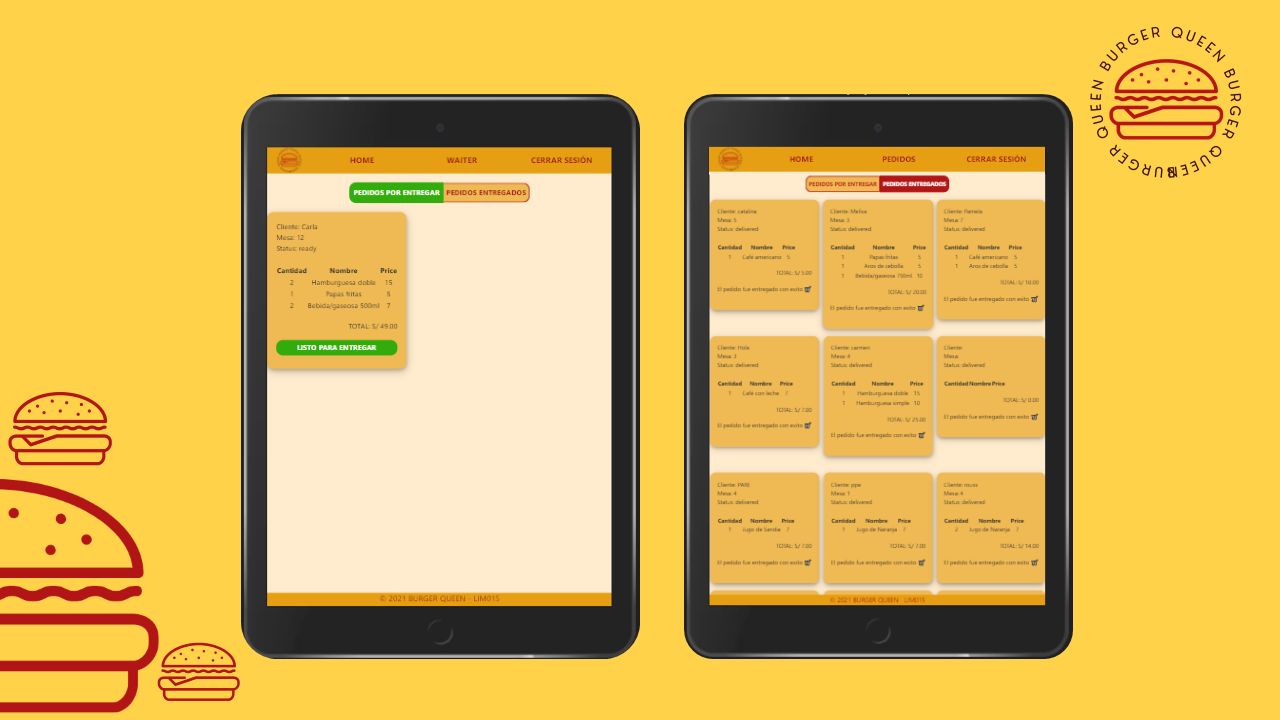 BURGER QUEEN BURGER QUEEN BURGER QUEEN
HOME WAITER CERRAR SESIÓN
PEDIDOS POR ENTREGAR PEDIDOS ENTREGADOS
Cliente: Carla
Mesa: 12
Status: ready
Cantidad Nombre Price
2 Hamburguesa doble 15
1 Papas fritas 5
2 Bebida/gaseosa 500ml 7
TOTAL: S/ 49.00
LISTO PARA ENTREGAR
© 2021 BURGER QUEEN - LIM015
HOME PEDIDOS CERRAR SESIÓN
PEDIDOS POR ENTREGAR PEDIDOS ENTREGADOS
Cliente: catalina
Mesa: 5
Status: delivered
Cantidad Nombre Price
1 Café americano 5
TOTAL: S/ 5.00
El pedido fue entregado con exito
Cliente: Melisa
Mesa: 3
Status: delivered
Cantidad Nombre Price
1 Papas fritas 5
1 Aros de cebolla 5
1 Bebida/gaseosa 750ml 10
TOTAL: S/ 20.00
El pedido fue entregado con exito
Cliente: Pamela
Mesa: 7
Status: delivered
Cantidad Nombre Price
1 Café americano 5
1 Aros de cebolla 5
TOTAL: S/ 10.00
El pedido fue entregado con exito
Cliente: Hola
Mesa: 3
Status: delivered
Cantidad Nombre Price
1 Café con leche 7
TOTAL: S/ 7.00
El pedido fue entregado con exito
Cliente: carmen
Mesa: 4
Status: delivered
Cantidad Nombre Price
1 Hamburguesa doble 15
1 Hamburguesa simple 10
TOTAL: S/ 25.00
El pedido fue entregado con exito
Cliente:
Mesa:
Status: delivered
Cantidad Nombre Price
TOTAL: S/ 0.00
El pedido fue entregado con exito
Cliente:
Mesa: 4
Status: delivered
Cantidad Nombre Price
1 Jugo de Sandia 7
TOTAL: S/ 7.00
El pedido fue entregado con exito
Cliente: ppe
Mesa: 1
Status: delivered
Cantidad Nombre Price
1 Jugo de Naranja 7
TOTAL: S/ 7.00
El pedido fue entregado con exito
Cliente: rouss
Mesa: 4
Status: delivered
Cantidad Nombre Price
2 Jugo de Naranja 7
TOTAL: S/ 14.00
El pedido fue entregado con exito
© 2021 BURGER QUEEN - LIM015